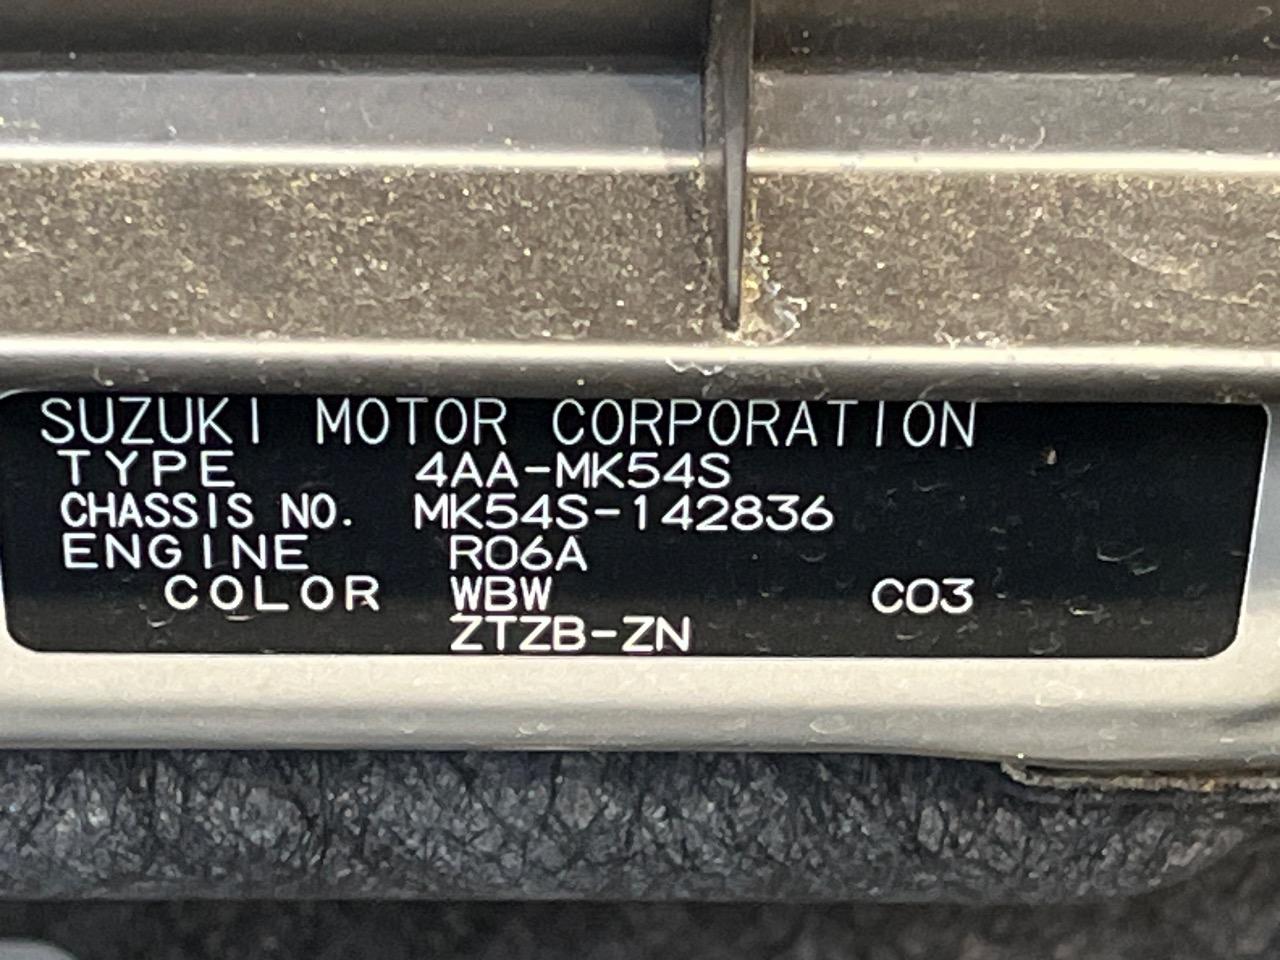 SUZUKI MOTOR CORPORATION
TYPE 4AA-MK54S
CHASSIS NO. MK54S-142836
ENGINE R06A
COLOR WBW C03
ZTZB-ZN